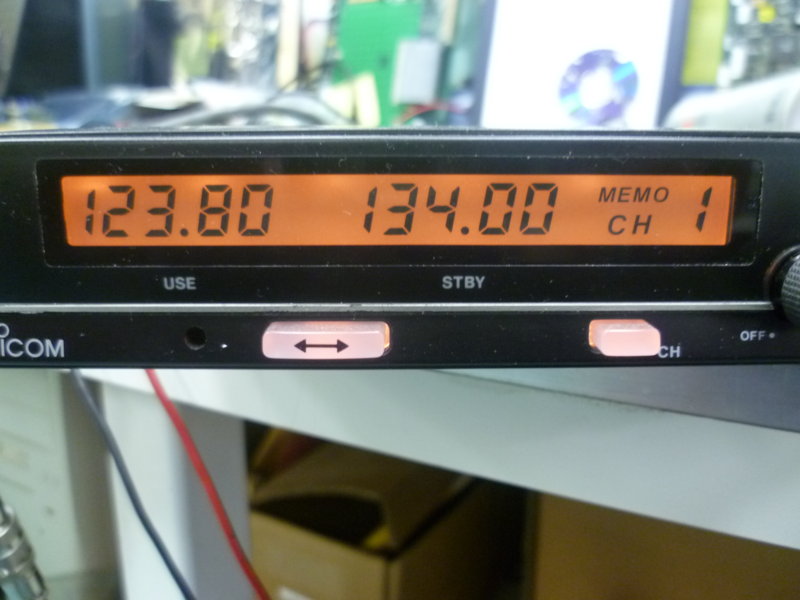 123.80 134.00 MEMO CH 1
USE STBY
ICOM
CH
OFF